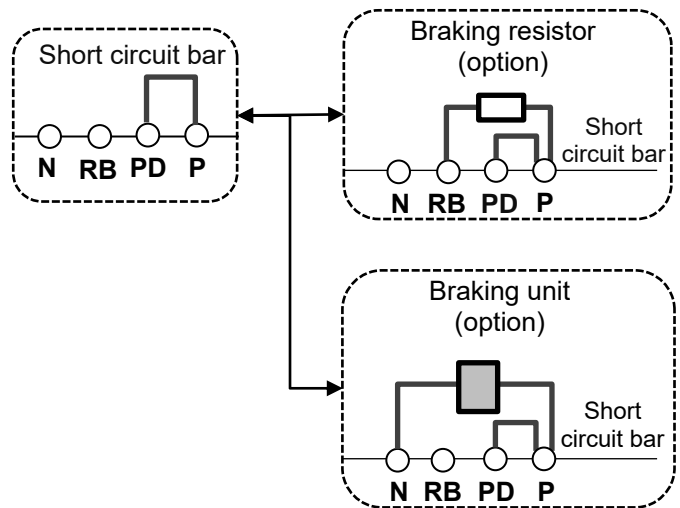 Short circuit bar
N RB PD P
Braking resistor
(option)
Short
circuit bar
N RB PD P
Braking unit
(option)
Short
circuit bar
N RB PD P